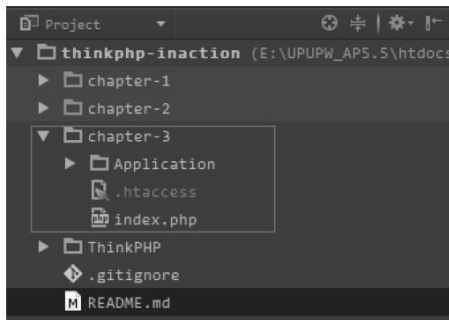 Project
thinkphp-inaction (E:\UPUPW_AP5.5\htdocs
chapter-1
chapter-2
chapter-3
Application
.htaccess
php index.php
ThinkPHP
.gitignore
M README.md